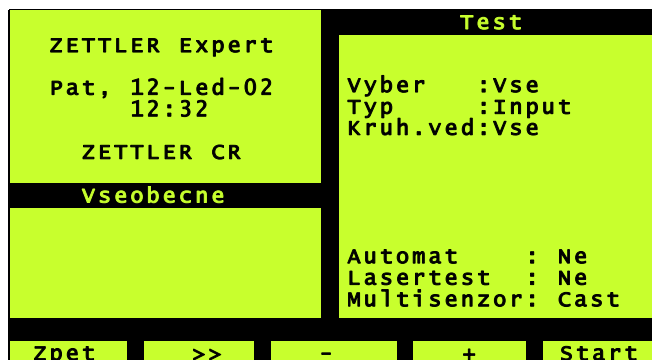 ZETTLER Expert
Pat, 12-Led-02
12:32
ZETTLER CR
Vseobecne
Test
Vyber :Vse
Typ :Input
Kruh.ved:Vse
Automat : Ne
Lasertest : Ne
Multisenzor: Cast
Zpet >> - + Start